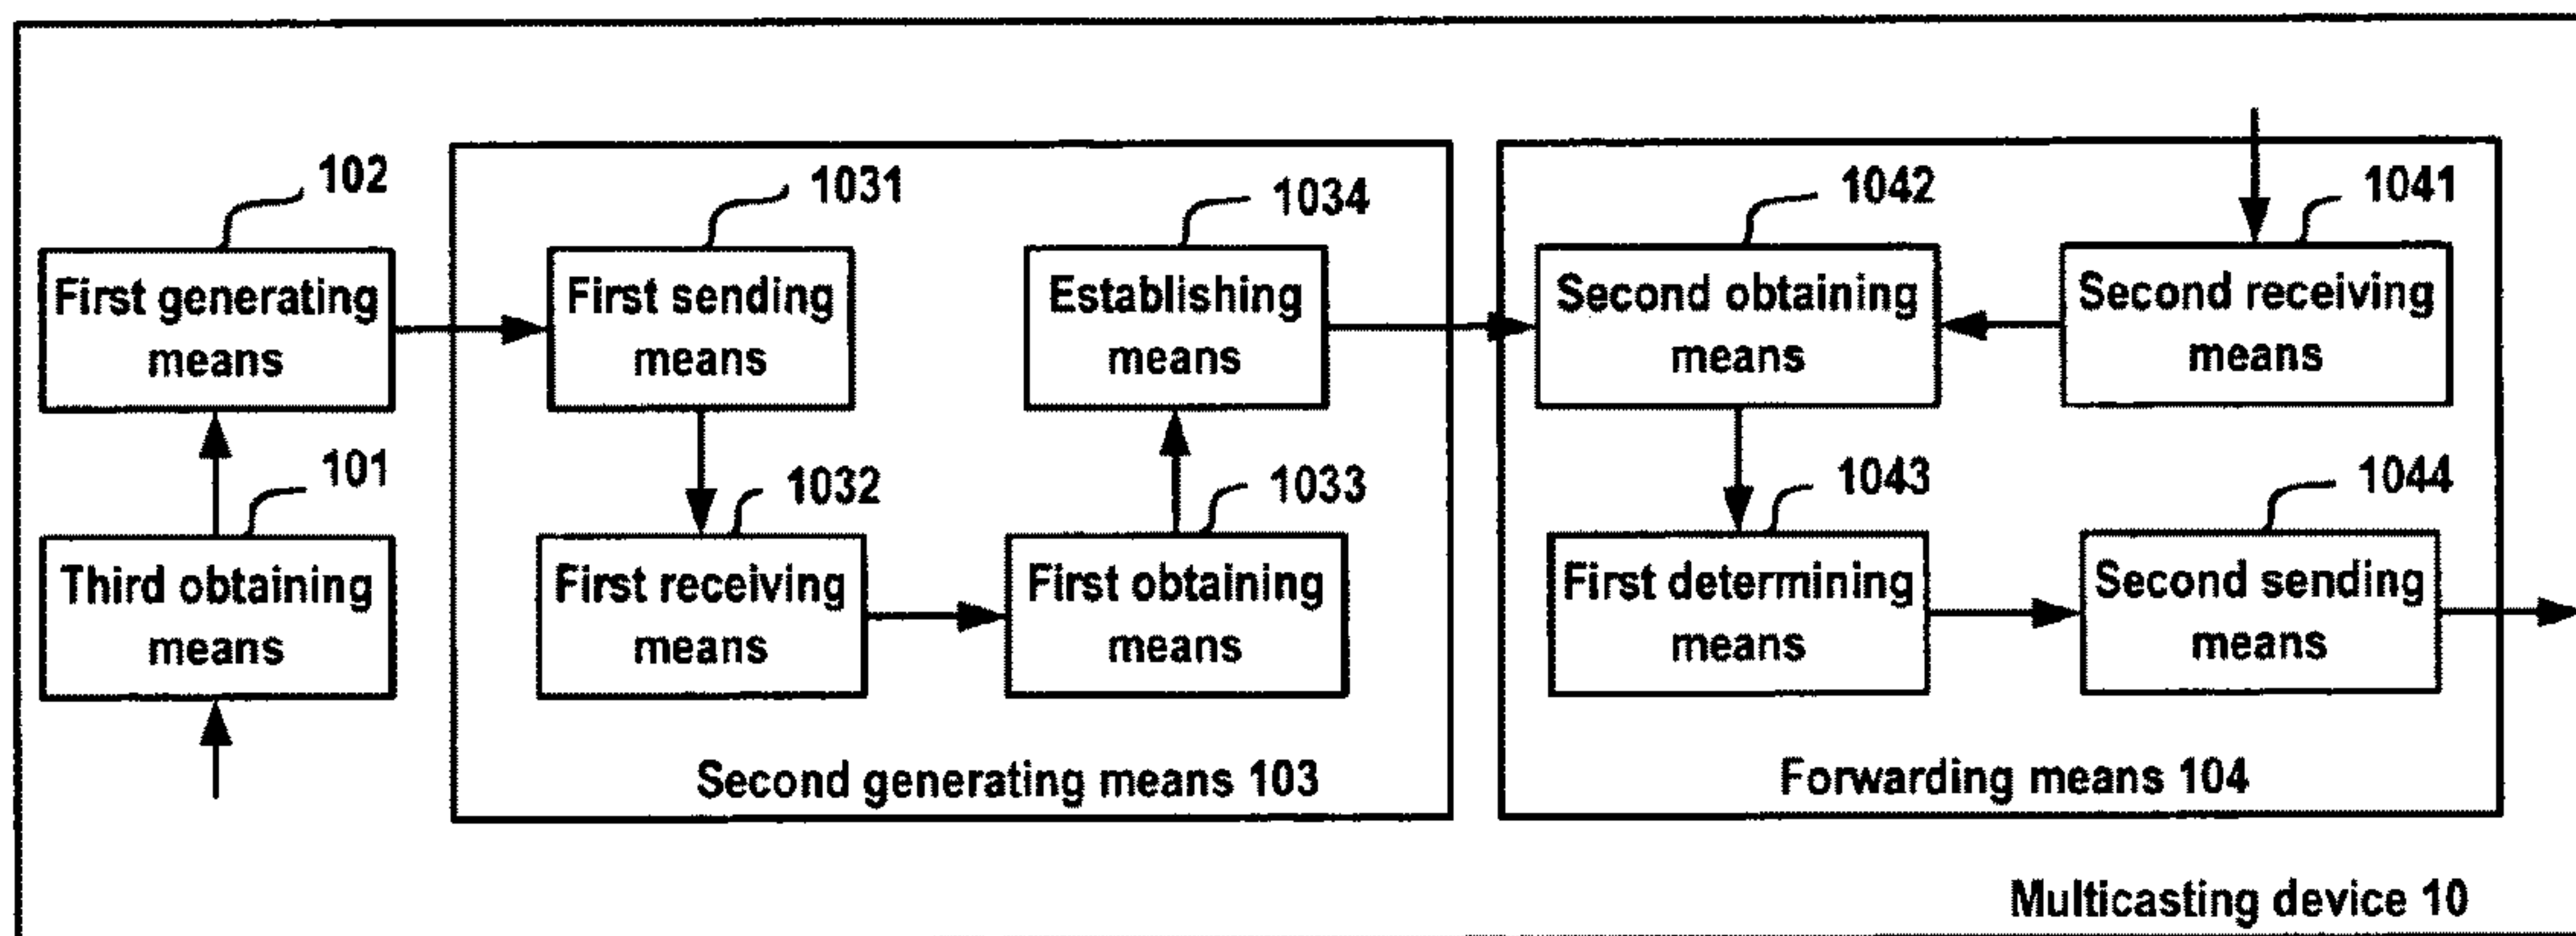 102
First generating
means
101
Third obtaining
means
1031
First sending
means
1034
Establishing
means
1032
First receiving
means
1033
First obtaining
means
Second generating means 103
1042
Second obtaining
means
1041
Second receiving
means
1043
First determining
means
1044
Second sending
means
Forwarding means 104
Multicasting device 10